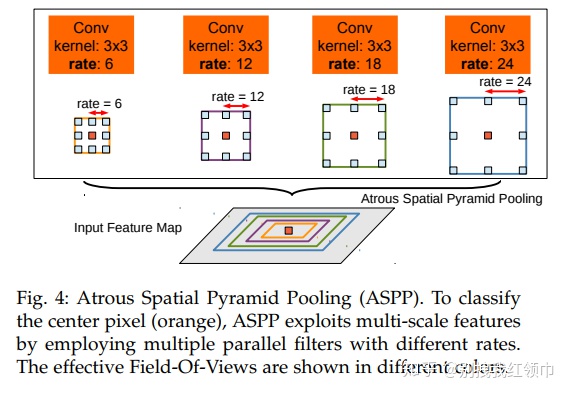 Conv
kernel: 3x3
rate: 6
Conv
kernel: 3x3
rate: 12
Conv
kernel: 3x3
rate: 18
Conv
kernel: 3x3
rate: 24
rate = 6
rate = 12
rate = 18
rate = 24
Atrous Spatial Pyramid Pooling
Input Feature Map
Fig. 4: Atrous Spatial Pyramid Pooling (ASPP). To classify
the center pixel (orange), ASPP exploits multi-scale features
by employing multiple parallel filters with different rates.
The effective Field-Of-Views are shown in different colors.
知乎 @别拽我红领巾